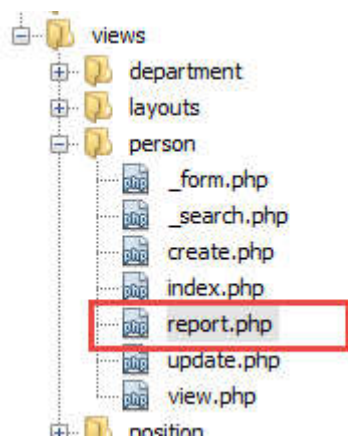 views
department
layouts
person
_form.php
_search.php
create.php
index.php
report.php
update.php
view.php
position